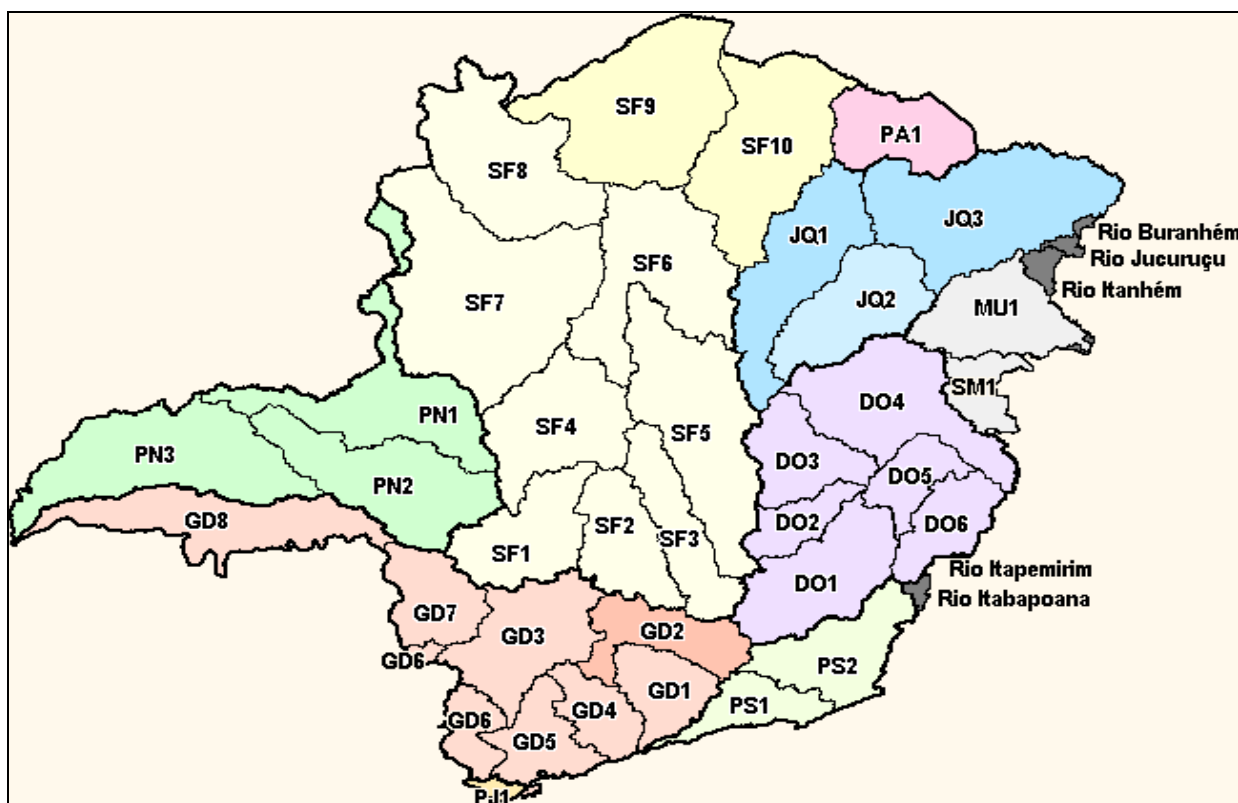 SF9
SF10
PA1
SF8
JQ1
JQ3
Rio Buranhém
Rio Jucuruçu
Rio Itanhém
SF6
SF7
JQ2
MU1
SM1
PN1
DO4
SF4
SF5
PN3
DO3
DO5
PN2
GD8
DO2
DO6
SF2
SF3
SF1
DO1
Rio Itapemirim
Rio Itabapoana
GD7
GD3
GD2
GD6
PS2
GD1
PS1
GD6
GD4
GD5
PJ1